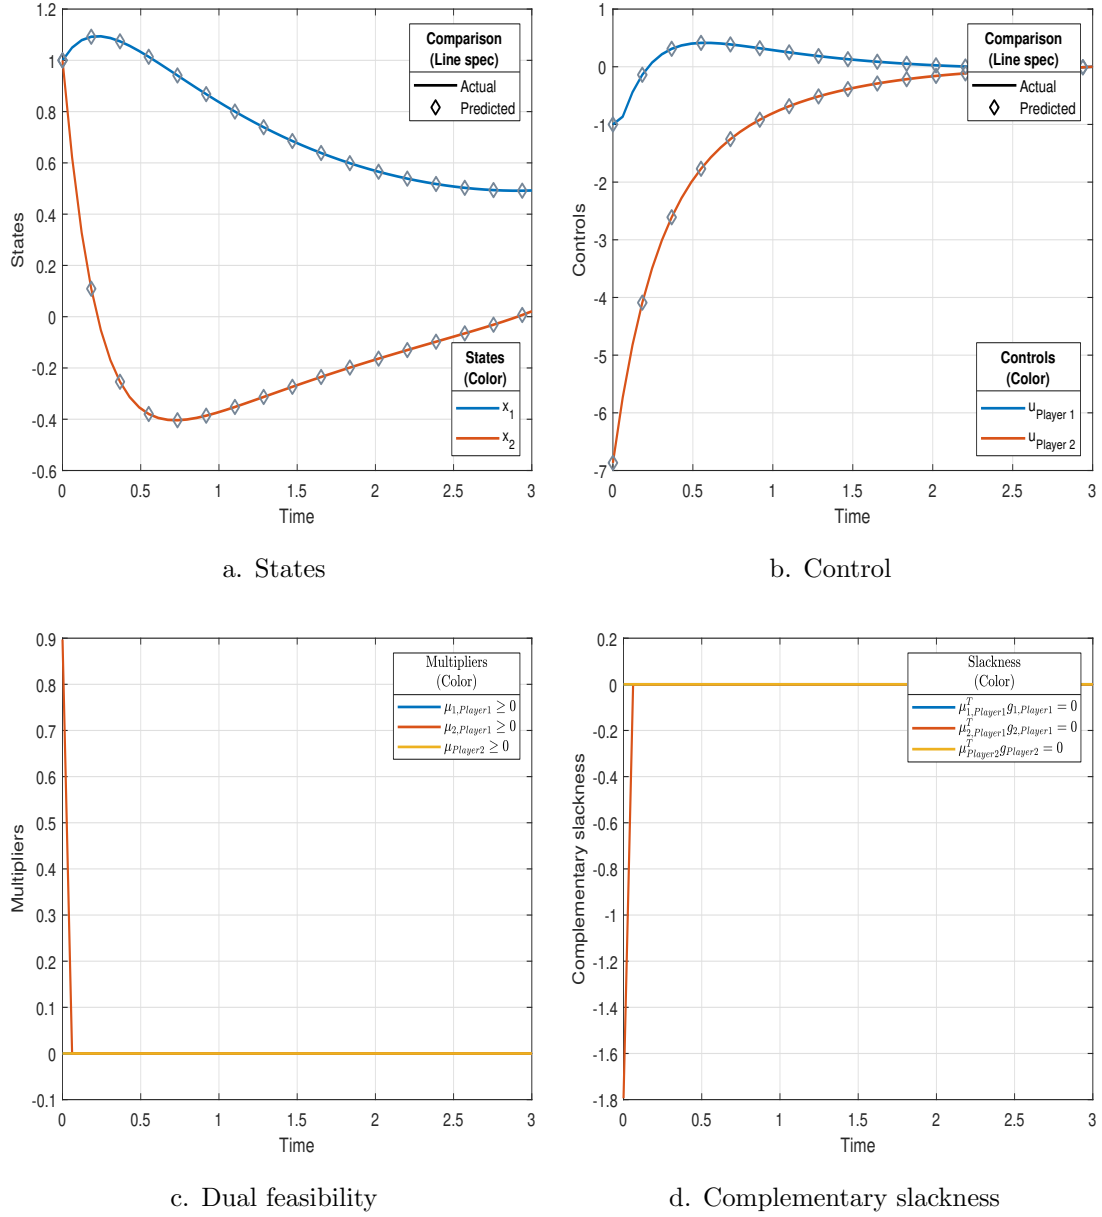 1.2
1
0.8
0.6
0.4
0.2
0
-0.2
-0.4
-0.6
0
0.5
1
1.5
2
2.5
3
States
Time
Comparison
(Line spec)
Actual
Predicted
States
(Color)
x1
x2
a. States
1
0
-1
-2
-3
-4
-5
-6
-7
0
0.5
1
1.5
2
2.5
3
Controls
Time
Comparison
(Line spec)
Actual
Predicted
Controls
(Color)
uPlayer 1
uPlayer 2
b. Control
0.9
0.8
0.7
0.6
0.5
0.4
0.3
0.2
0.1
0
-0.1
0
0.5
1
1.5
2
2.5
3
Multipliers
Time
Multipliers
(Color)
μ1,Player1 ≥ 0
μ2,Player1 ≥ 0
μPlayer2 ≥ 0
c. Dual feasibility
0.2
0
-0.2
-0.4
-0.6
-0.8
-1
-1.2
-1.4
-1.6
-1.8
0
0.5
1
1.5
2
2.5
3
Complementary slackness
Time
Slackness
(Color)
μ^T_1,Player1 g1,Player1 = 0
μ^T_2,Player1 g2,Player1 = 0
μ^T_Player2 gPlayer2 = 0
d. Complementary slackness